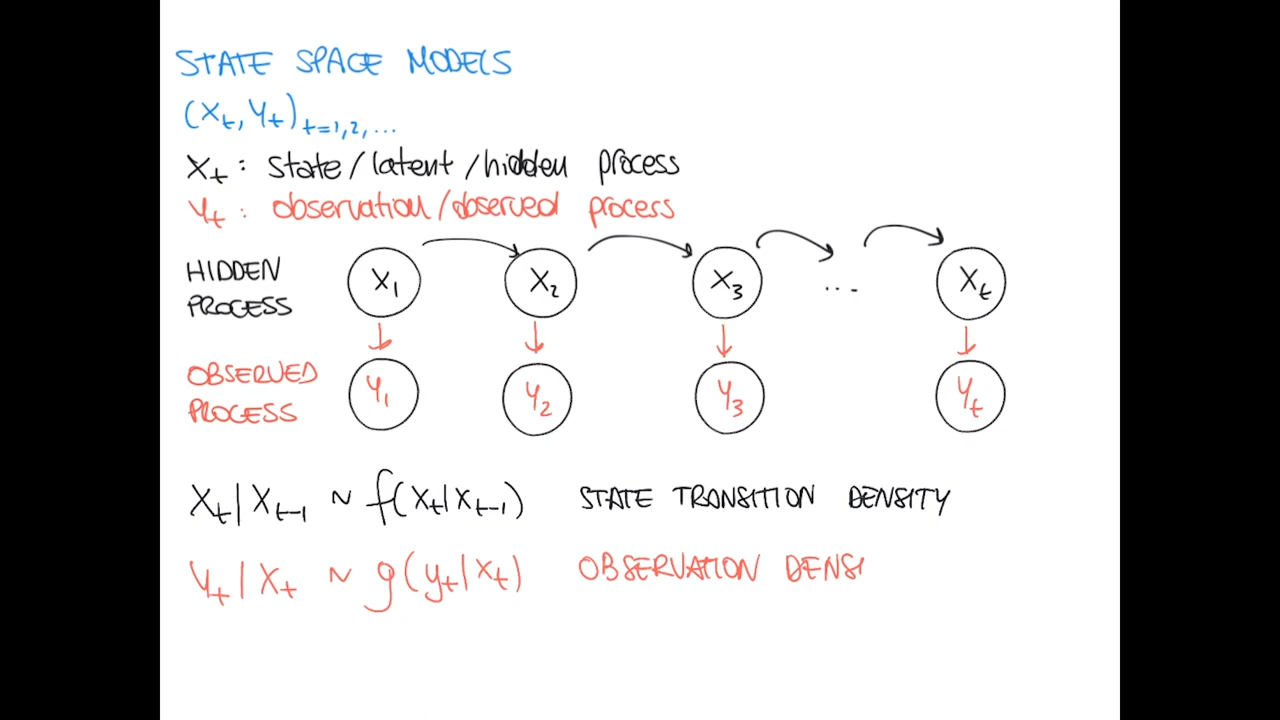 STATE SPACE MODELS
(Xt, Yt)t=1,2,...
Xt : state/latent/hidden process
Yt : observation/observed process
HIDDEN PROCESS
X1 X2 X3 ... Xt
OBSERVED PROCESS
Y1 Y2 Y3 Yt
Xt|Xt-1 ~ f(xt|xt-1) STATE TRANSITION DENSITY
Yt|Xt ~ g(yt|xt) OBSERVATION DENSI